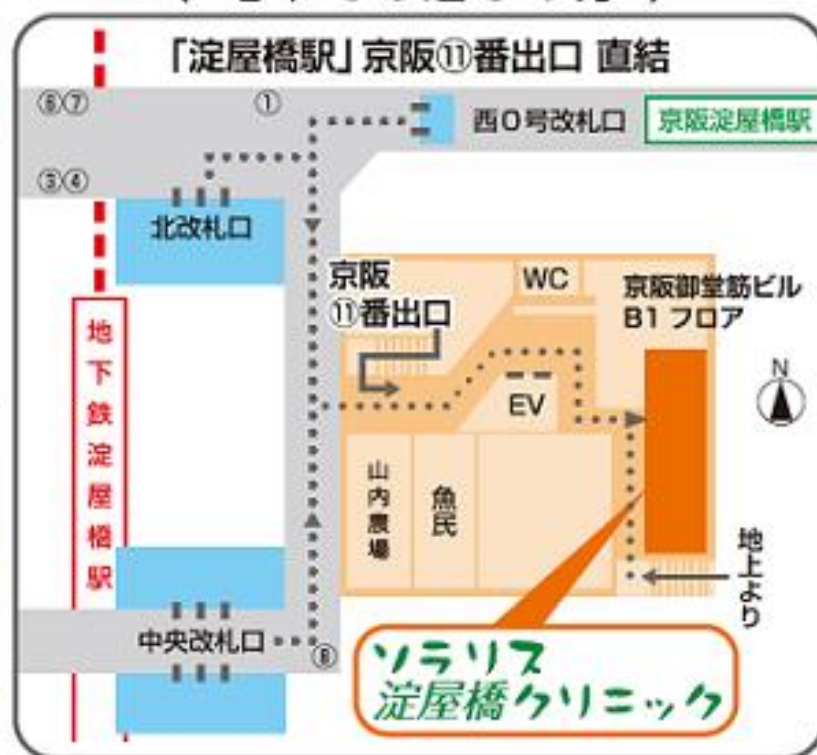 「淀屋橋駅」京阪⑪番出口 直結
⑥⑦
①
西0号改札口
京阪淀屋橋駅
③④
北改札口
京阪
⑪番出口
WC
京阪御堂筋ビル
B1 フロア
N
EV
地下鉄淀屋橋駅
山内農場
魚民
地上より
中央改札口
⑧
ソラリス
淀屋橋クリニック